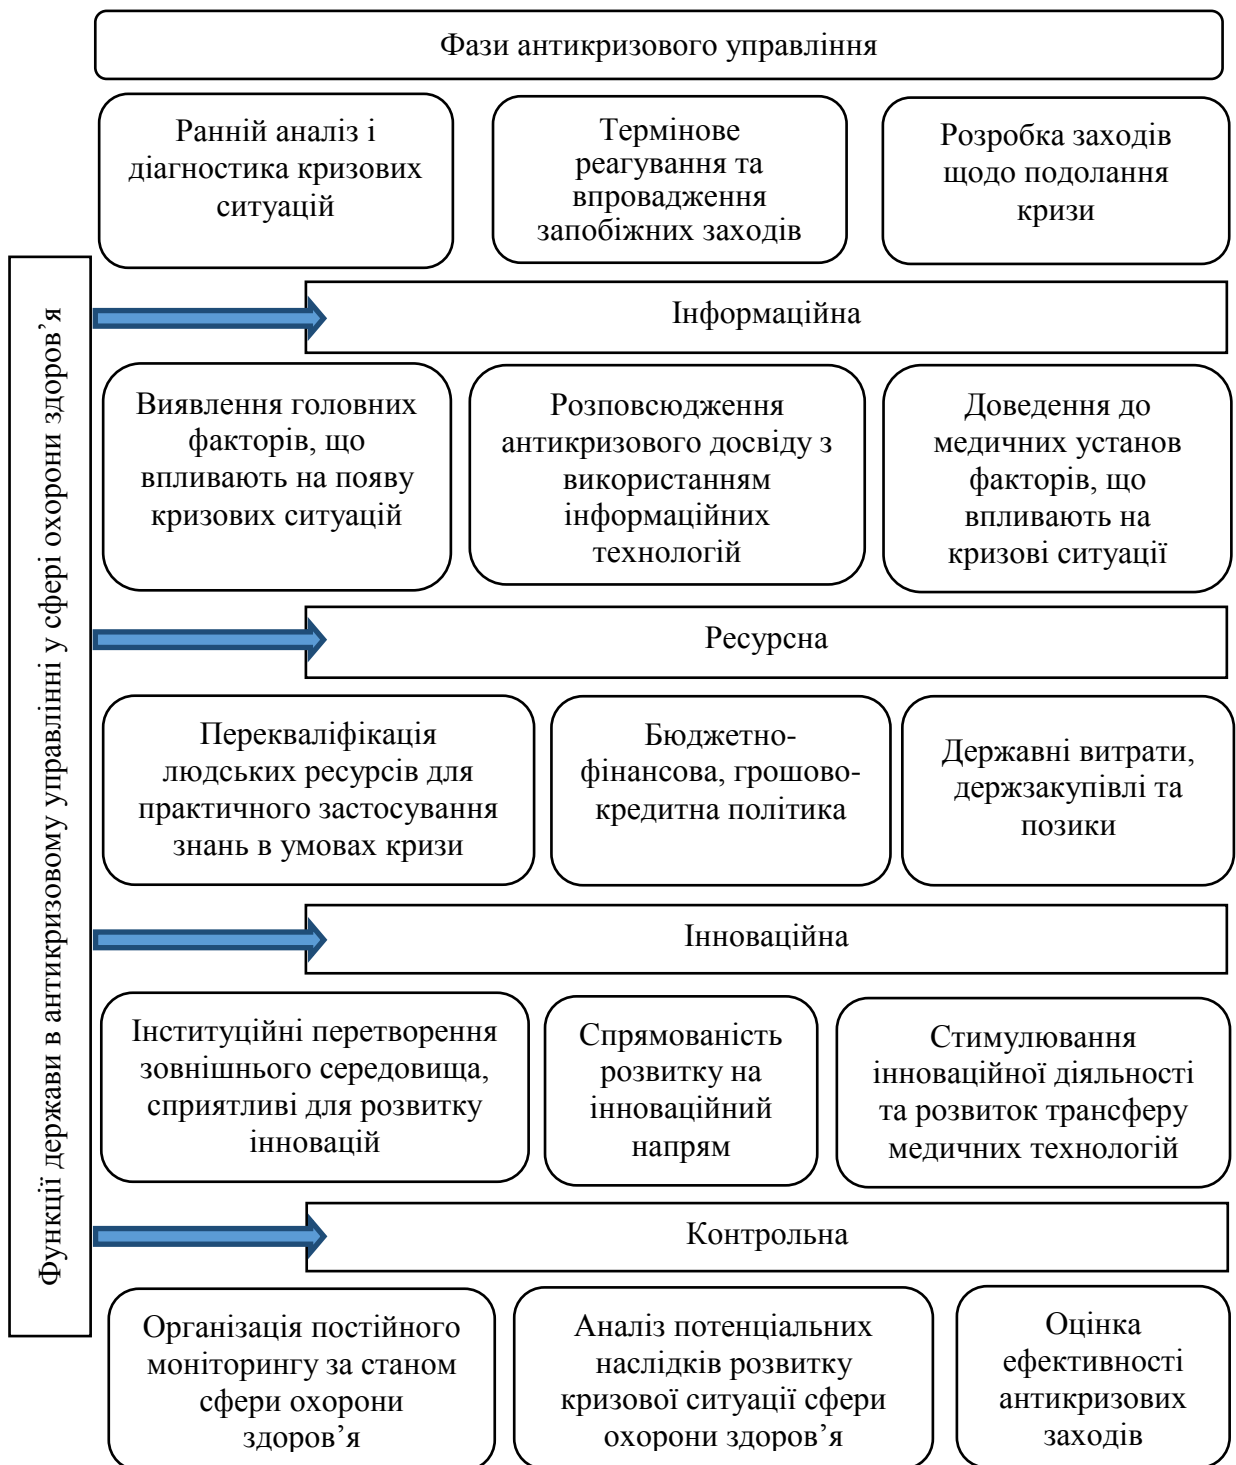 Фази антикризового управління
Ранній аналіз і
діагностика кризових
ситуацій
Термінове
реагування та
впровадження
запобіжних заходів
Розробка заходів
щодо подолання
кризи
Функції держави в антикризовому управлінні у сфері охорони здоров’я
Інформаційна
Виявлення головних
факторів, що
впливають на появу
кризових ситуацій
Розповсюдження
антикризового досвіду з
використанням
інформаційних
технологій
Доведення до
медичних установ
факторів, що
впливають на
кризові ситуації
Ресурсна
Перекваліфікація
людських ресурсів для
практичного застосування
знань в умовах кризи
Бюджетно-
фінансова, грошово-
кредитна політика
Державні витрати,
держзакупівлі та
позики
Інноваційна
Інституційні перетворення
зовнішнього середовища,
сприятливі для розвитку
інновацій
Спрямованість
розвитку на
інноваційний
напрям
Стимулювання
інноваційної діяльності
та розвиток трансферу
медичних технологій
Контрольна
Організація постійного
моніторингу за станом
сфери охорони
здоров’я
Аналіз потенціальних
наслідків розвитку
кризової ситуації сфери
охорони здоров’я
Оцінка
ефективності
антикризових
заходів